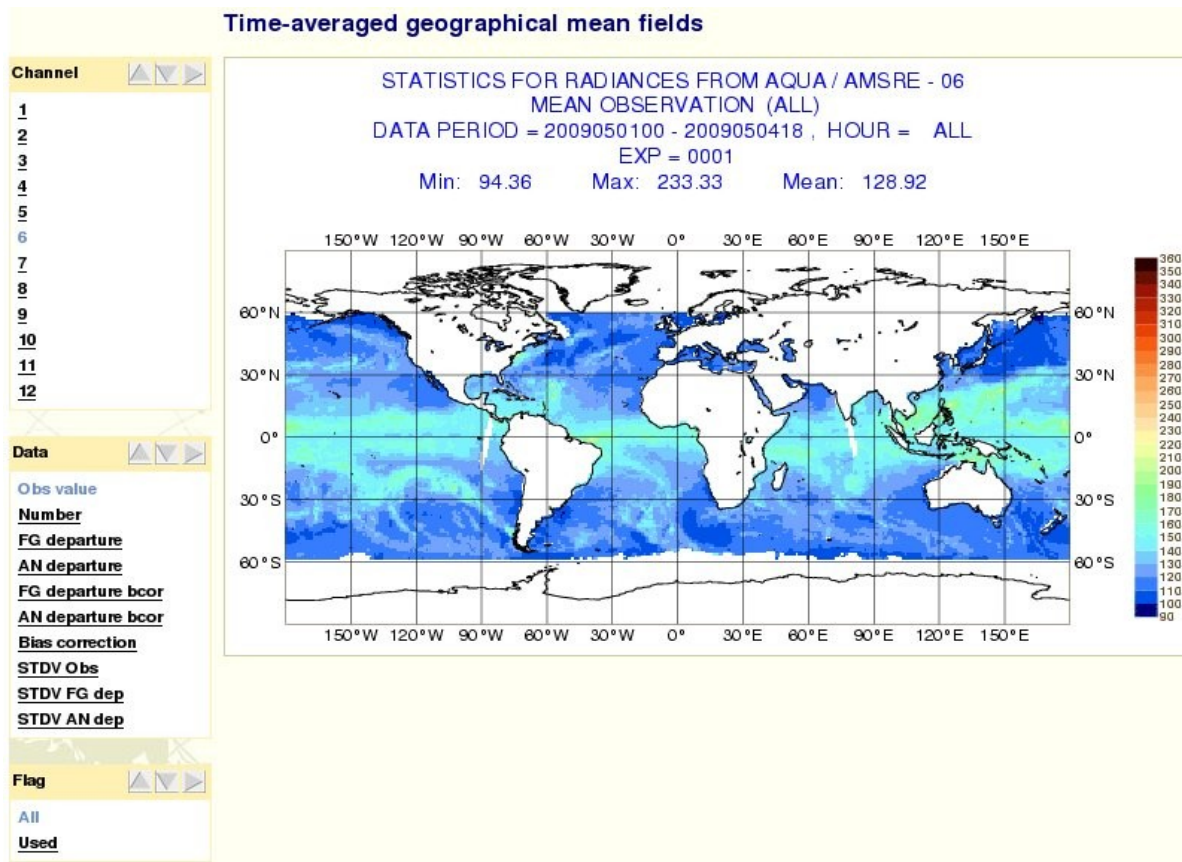 Time-averaged geographical mean fields
Channel
1
2
3
4
5
6
7
8
9
10
11
12
Data
Obs value
Number
FG departure
AN departure
FG departure bcor
AN departure bcor
Bias correction
STDV Obs
STDV FG dep
STDV AN dep
Flag
All
Used
STATISTICS FOR RADIANCES FROM AQUA / AMSRE - 06
MEAN OBSERVATION (ALL)
DATA PERIOD = 2009050100 - 2009050418 , HOUR = ALL
EXP = 0001
Min: 94.36 Max: 233.33 Mean: 128.92
150°W 120°W 90°W 60°W 30°W 0° 30°E 60°E 90°E 120°E 150°E
60°N 60°N
30°N 30°N
0° 0°
30°S 30°S
60°S 60°S
150°W 120°W 90°W 60°W 30°W 0° 30°E 60°E 90°E 120°E 150°E
360
350
340
330
320
310
300
290
280
270
260
250
240
230
220
210
200
190
180
170
160
150
140
130
120
110
100
90